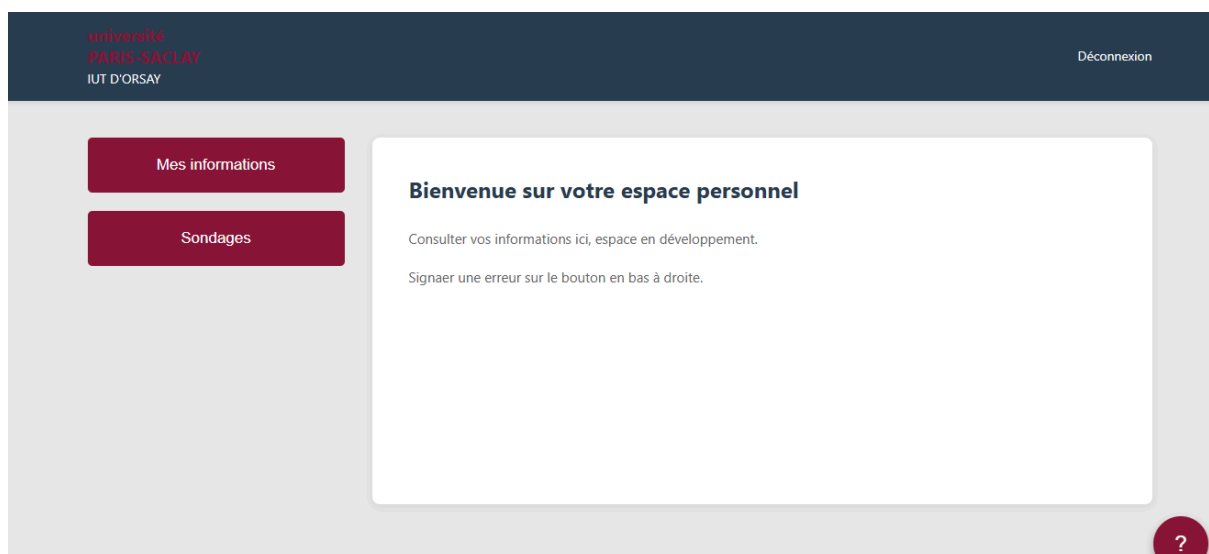 université
PARIS-SACLAY
IUT D'ORSAY
Déconnexion
Mes informations
Sondages
Bienvenue sur votre espace personnel
Consulter vos informations ici, espace en développement.
Signaer une erreur sur le bouton en bas à droite.
?